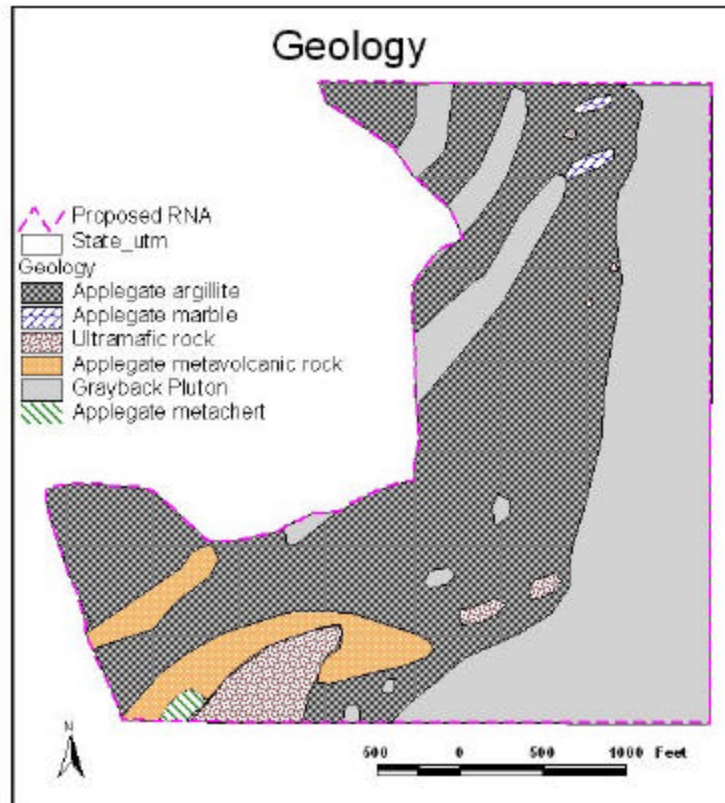 Geology
Proposed RNA
State_utm
Geology
Applegate argillite
Applegate marble
Ultramafic rock
Applegate metavolcanic rock
Grayback Pluton
Applegate metachert
N
500 0 500 1000 Feet